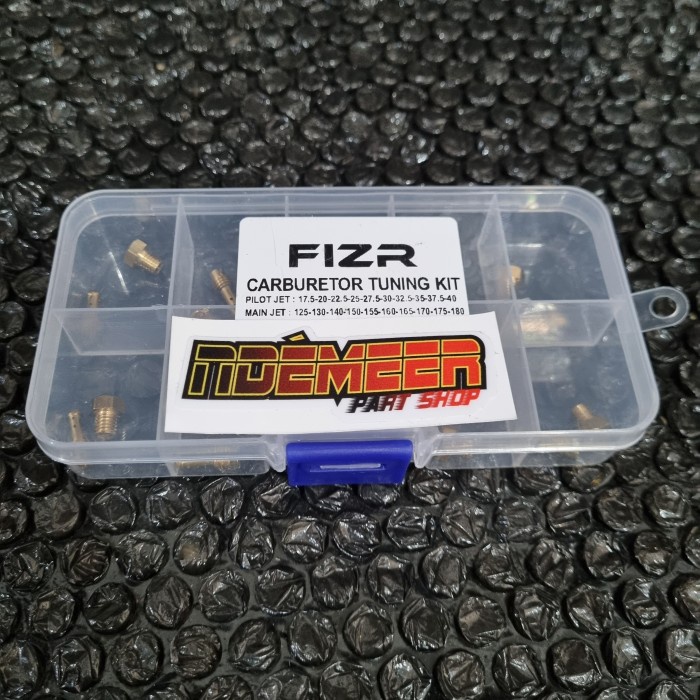 FIZR
CARBURETOR TUNING KIT
PILOT JET : 17.5-20-22.5-25-27.5-30-32.5-35-37.5-40
MAIN JET : 125-130-140-150-155-160-165-170-175-180
NDÈMEER
PART SHOP